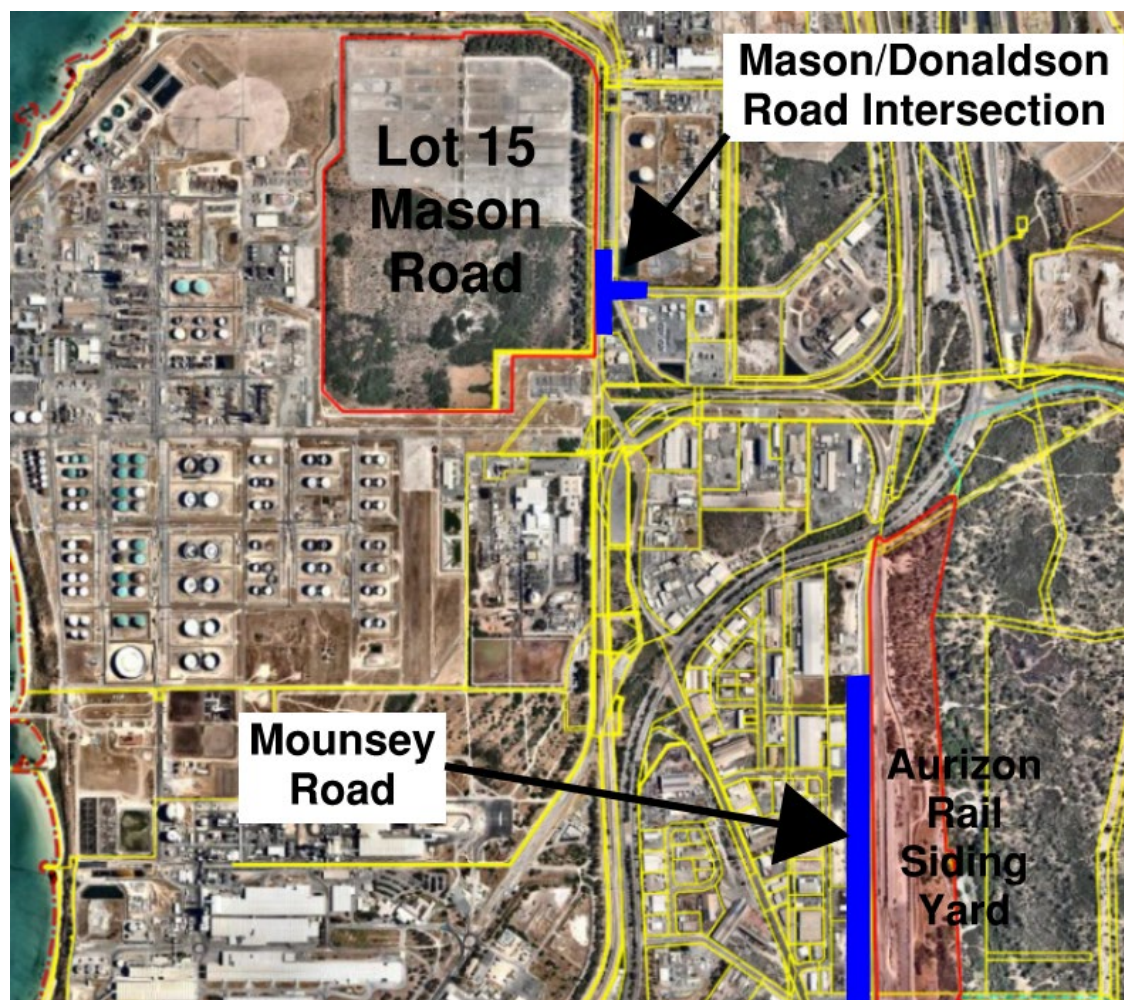 Mason/Donaldson
Road Intersection
Lot 15
Mason
Road
Mounsey
Road
Aurizon
Rail
Siding
Yard